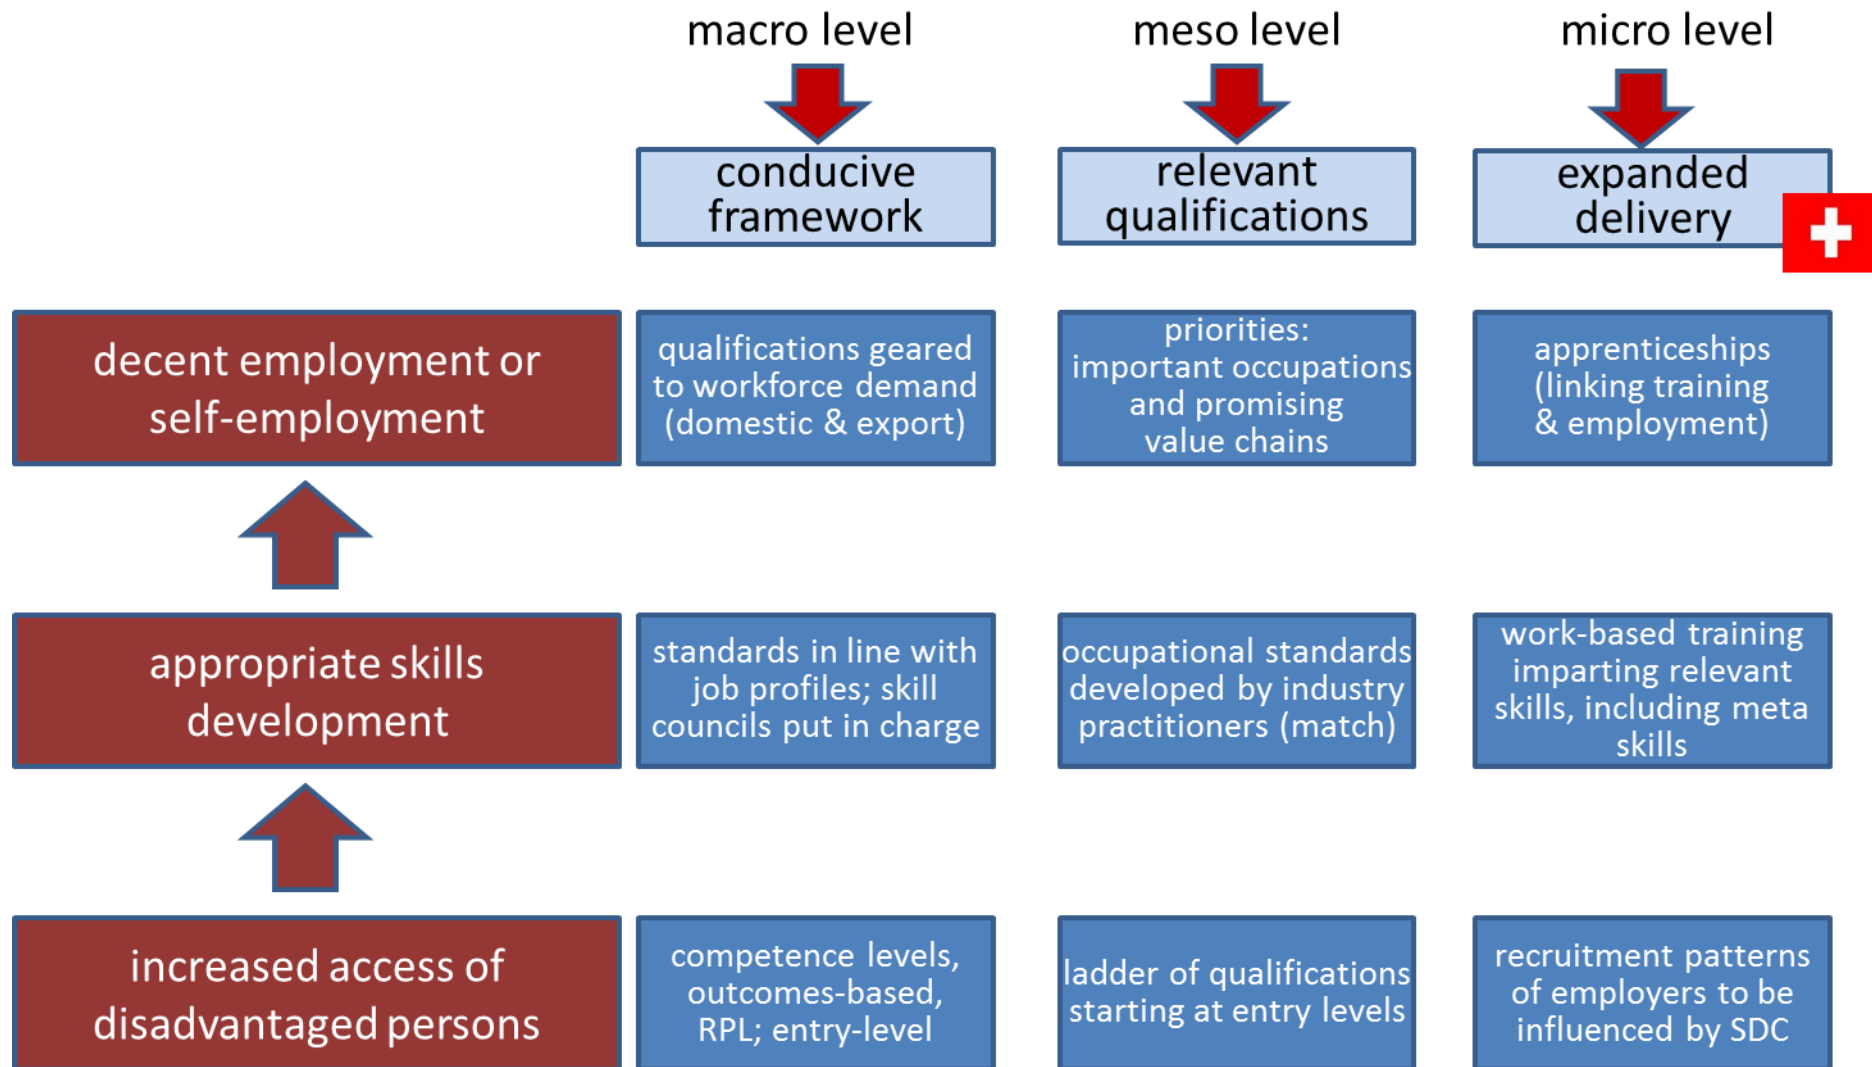 macro level
meso level
micro level
conducive
framework
relevant
qualifications
expanded
delivery
decent employment or
self-employment
qualifications geared
to workforce demand
(domestic & export)
priorities:
important occupations
and promising
value chains
apprenticeships
(linking training
& employment)
appropriate skills
development
standards in line with
job profiles; skill
councils put in charge
occupational standards
developed by industry
practitioners (match)
work-based training
imparting relevant
skills, including meta
skills
increased access of
disadvantaged persons
competence levels,
outcomes-based,
RPL; entry-level
ladder of qualifications
starting at entry levels
recruitment patterns
of employers to be
influenced by SDC